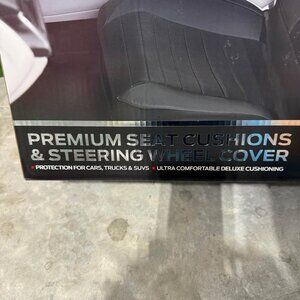 PREMIUM SEAT CUSHIONS
& STEERING WHEEL COVER
• PROTECTION FOR CARS, TRUCKS & SUVS • ULTRA COMFORTABLE DELUXE CUSHIONING